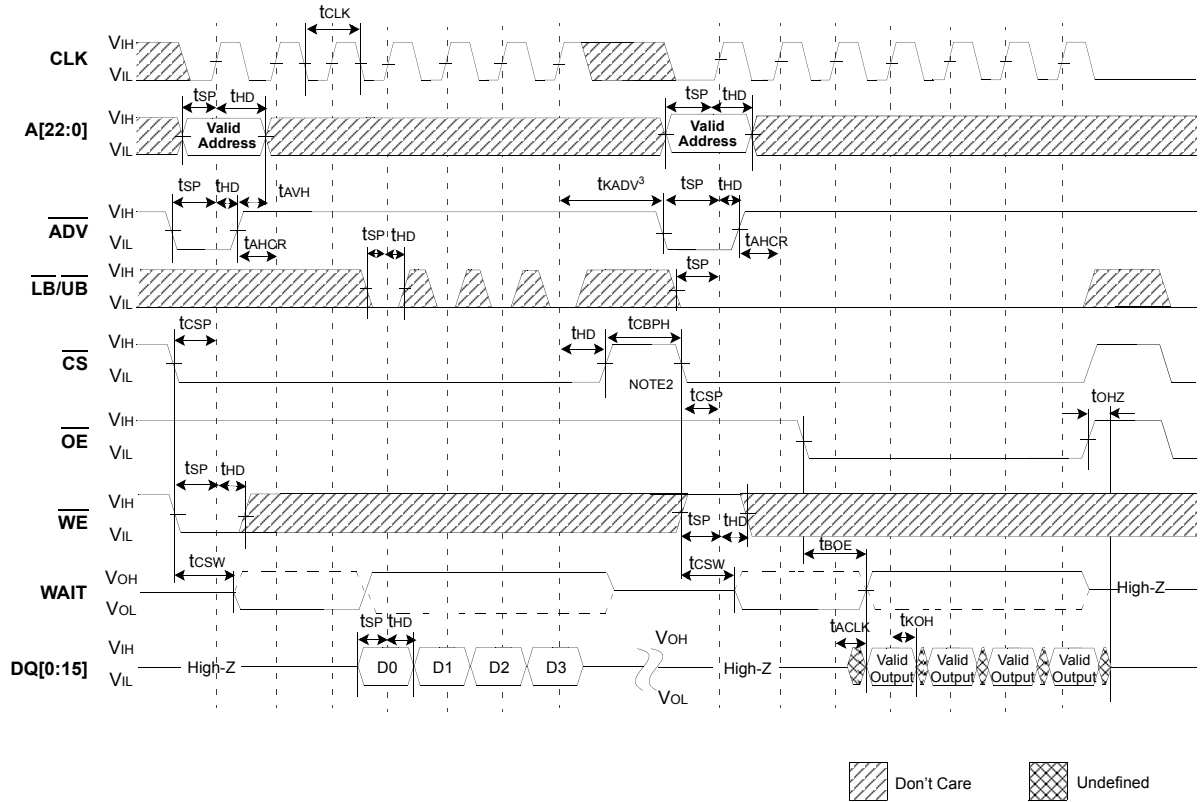 tCLK
VIH
CLK
VIL
tSP tHD tSP tHD
VIH
A[22:0] Valid Address Valid Address
VIL
tSP tHD tAVH tKADV3 tSP tHD
VIH
ADV
VIL
tAHCR tSP tHD tAHCR
VIH
LB/UB
VIL
tSP
tCSP tHD tCBPH
VIH
CS
VIL
NOTE2
tCSP
tOHZ
VIH
OE
VIL
tSP tHD
VIH
WE
VIL
tSP tHD
tBOE
tCSW tCSW
VOH
WAIT High-Z
VOL
tSP tHD tACLK tKOH
VIH VOH
DQ[0:15] High-Z D0 D1 D2 D3 High-Z Valid Output Valid Output Valid Output Valid Output
VIL VOL
Don't Care Undefined